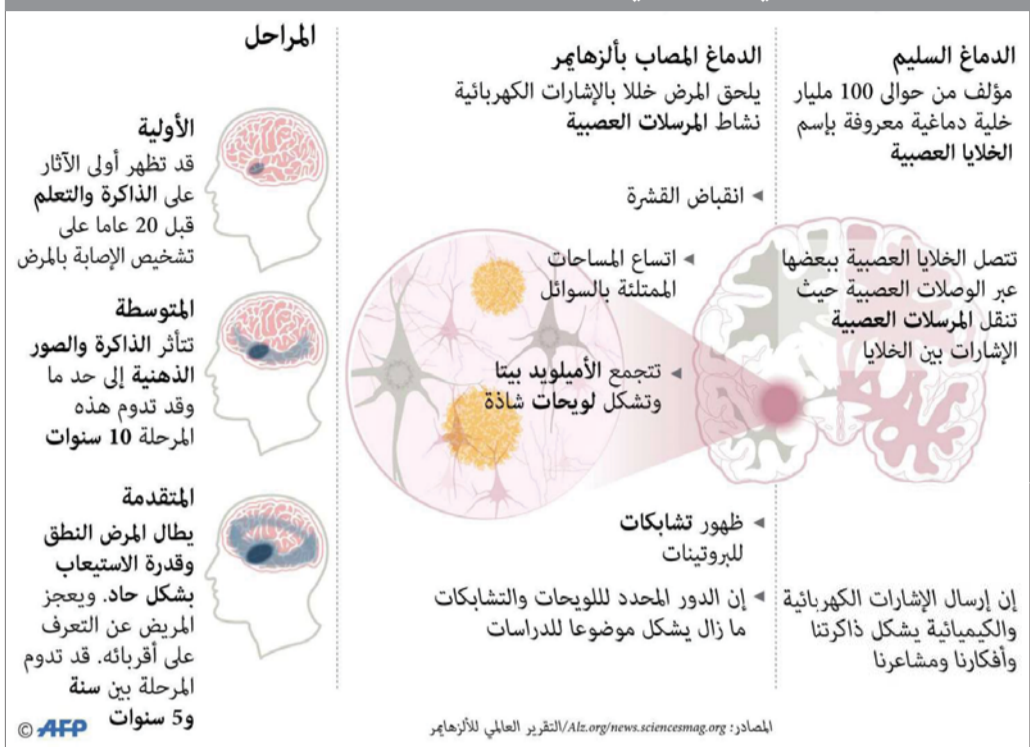 الدماغ السليم
مؤلف من حوالى 100 مليار
خلية دماغية معروفة بإسم
الخلايا العصبية
تتصل الخلايا العصبية ببعضها
عبر الوصلات العصبية حيث
تنقل المرسلات العصبية
الإشارات بين الخلايا
إن إرسال الإشارات الكهربائية
والكيميائية يشكل ذاكرتنا
وأفكارنا ومشاعرنا
الدماغ المصاب بألزهايمر
يلحق المرض خللا بالإشارات الكهربائية
نشاط المرسلات العصبية
◂ انقباض القشرة
◂ اتساع المساحات
الممتلئة بالسوائل
◂ تتجمع الأميلويد بيتا
وتشكل لويحات شاذة
◂ ظهور تشابكات
للبروتينات
◂ إن الدور المحدد لللويحات والتشابكات
ما زال يشكل موضوعا للدراسات
المراحل
الأولية
قد تظهر أولى الآثار
على الذاكرة والتعلم
قبل 20 عاما على
تشخيص الإصابة بالمرض
المتوسطة
تتأثر الذاكرة والصور
الذهنية إلى حد ما
وقد تدوم هذه
المرحلة 10 سنوات
المتقدمة
يطال المرض النطق
وقدرة الاستيعاب
بشكل حاد. ويعجز
المريض عن التعرف
على أقربائه. قد تدوم
المرحلة بين سنة
و5 سنوات
المصادر: Alz.org/news.sciencesmag.org/التقرير العالمي للألزهايمر
© AFP